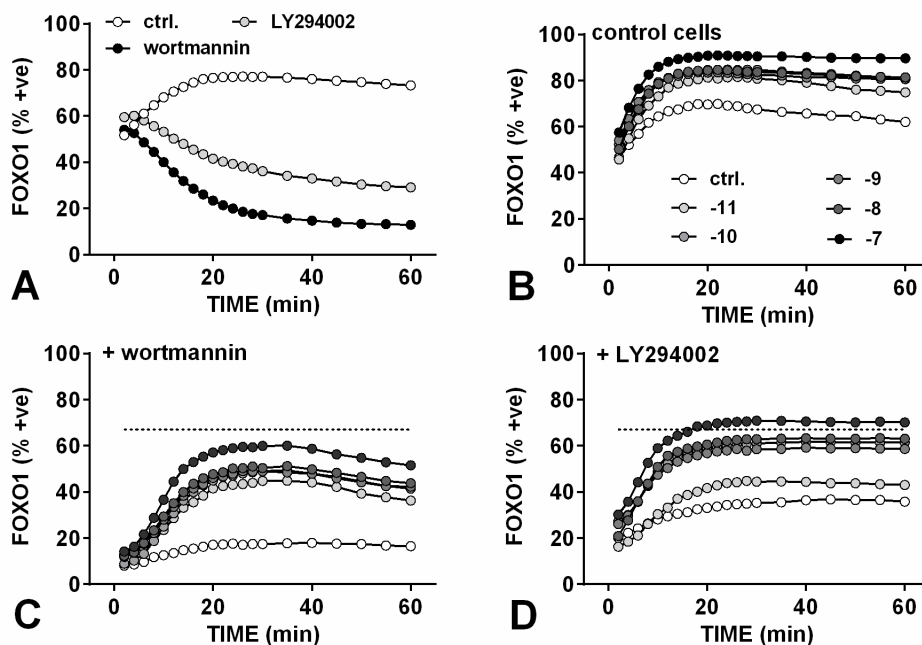 ctrl.
LY294002
wortmannin
100
80
60
40
20
0
FOXO1 (% +ve)
0 20 40 60
TIME (min)
A
control cells
100
80
60
40
20
0
FOXO1 (% +ve)
ctrl.
-9
-11
-8
-10
-7
0 20 40 60
TIME (min)
B
+ wortmannin
100
80
60
40
20
0
FOXO1 (% +ve)
0 20 40 60
TIME (min)
C
+ LY294002
100
80
60
40
20
0
FOXO1 (% +ve)
0 20 40 60
TIME (min)
D